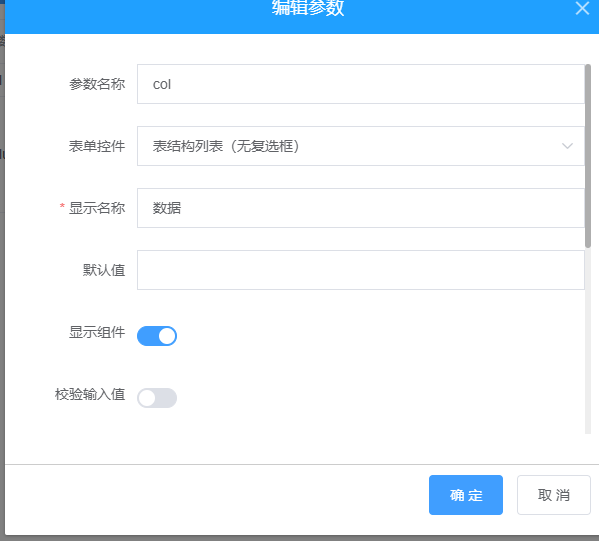 编辑参数
参数名称 col
表单控件 表结构列表（无复选框）
* 显示名称 数据
默认值
显示组件
校验输入值
确 定 取 消